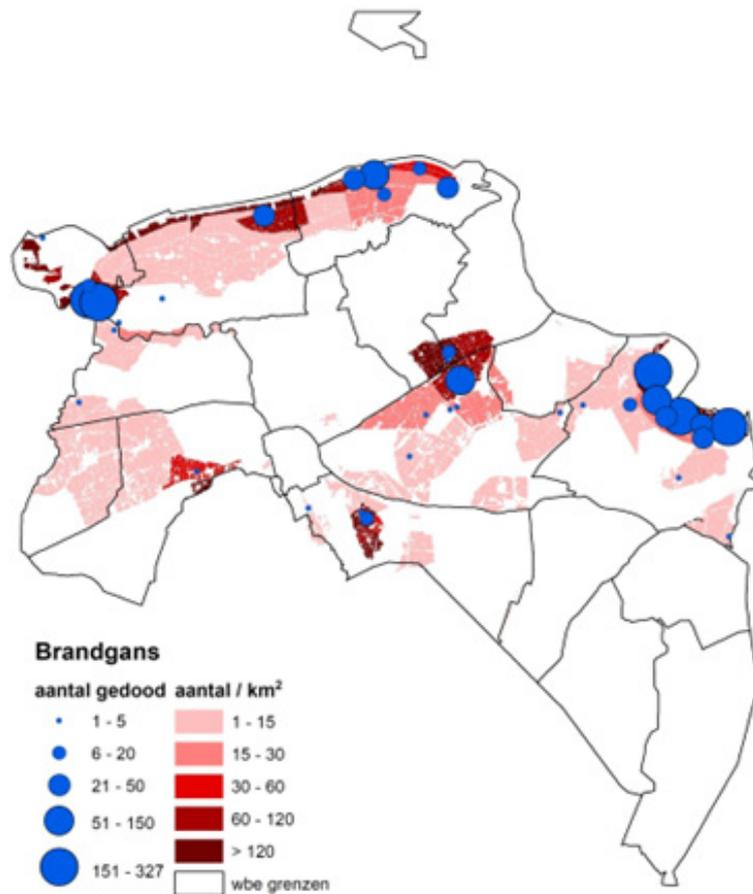 Brandgans
aantal gedood aantal / km²
1 - 5 1 - 15
6 - 20 15 - 30
21 - 50 30 - 60
51 - 150 60 - 120
151 - 327 > 120
wbe grenzen